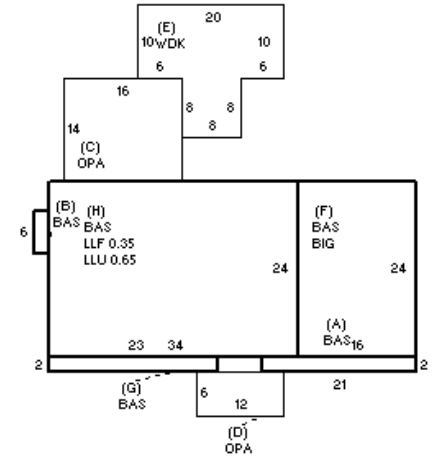 20
(E)
10 WDK 10
6 6
16
8 8
14
8
(C)
OPA
(B) (H) (F)
BAS BAS BAS
6
LLF 0.35 BIG
LLU 0.65
24 24
(A)
23 34 BAS 16
2 2
(G) 6 21
BAS 12
(D)
OPA